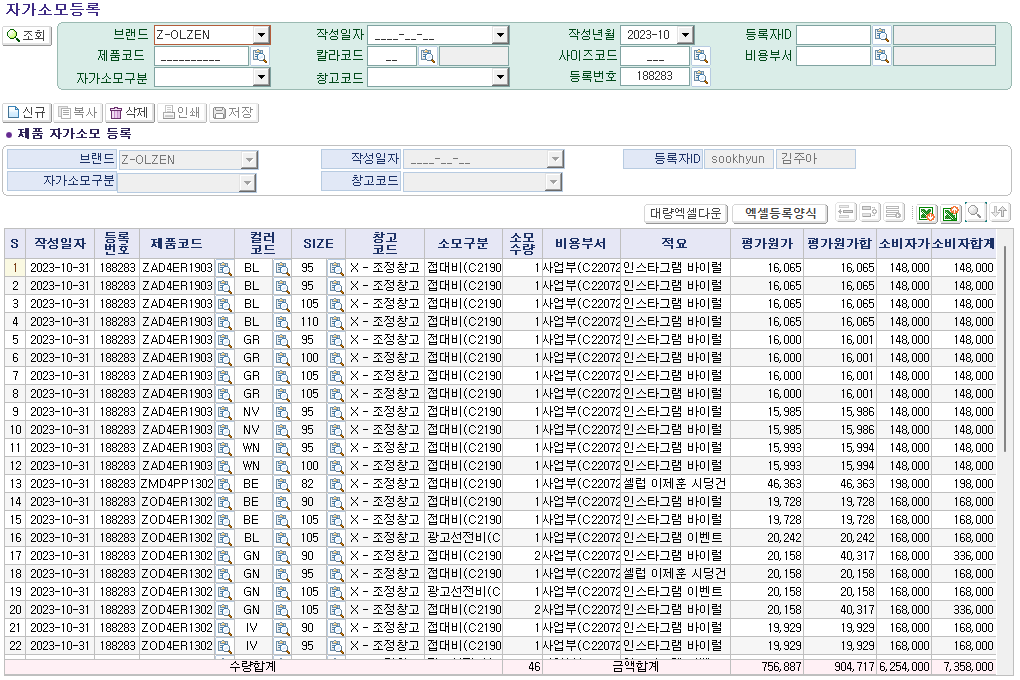 자가소모등록
조회 브랜드 Z-OLZEN 작성일자 ____-__-__ 작성년월 2023-10 등록자ID
제품코드 __________ 칼라코드 __ 사이즈코드 ___ 비용부서
자가소모구분 창고코드 등록번호 188283
신규 복사 삭제 인쇄 저장
제품 자가소모 등록
브랜드 Z-OLZEN 작성일자 ____-__-__ 등록자ID sookhyun 김주아
자가소모구분 창고코드
대량엑셀다운 엑셀등록양식
S 작성일자 등록번호 제품코드 컬러코드 SIZE 창고코드 소모구분 소모수량 비용부서 적요 평가원가 평가원가합 소비자가 소비자합계
1 2023-10-31 188283 ZAD4ER1903 BL 95 X - 조정창고 접대비(C2190 1 사업부(C22072 인스타그램 바이럴 16,065 16,065 148,000 148,000
2 2023-10-31 188283 ZAD4ER1903 BL 95 X - 조정창고 접대비(C2190 1 사업부(C22072 인스타그램 바이럴 16,065 16,065 148,000 148,000
3 2023-10-31 188283 ZAD4ER1903 BL 105 X - 조정창고 접대비(C2190 1 사업부(C22072 인스타그램 바이럴 16,065 16,065 148,000 148,000
4 2023-10-31 188283 ZAD4ER1903 BL 110 X - 조정창고 접대비(C2190 1 사업부(C22072 인스타그램 바이럴 16,065 16,065 148,000 148,000
5 2023-10-31 188283 ZAD4ER1903 GR 95 X - 조정창고 접대비(C2190 1 사업부(C22072 인스타그램 바이럴 16,000 16,001 148,000 148,000
6 2023-10-31 188283 ZAD4ER1903 GR 100 X - 조정창고 접대비(C2190 1 사업부(C22072 인스타그램 바이럴 16,000 16,001 148,000 148,000
7 2023-10-31 188283 ZAD4ER1903 GR 105 X - 조정창고 접대비(C2190 1 사업부(C22072 인스타그램 바이럴 16,000 16,001 148,000 148,000
8 2023-10-31 188283 ZAD4ER1903 GR 105 X - 조정창고 접대비(C2190 1 사업부(C22072 인스타그램 바이럴 16,000 16,001 148,000 148,000
9 2023-10-31 188283 ZAD4ER1903 NV 95 X - 조정창고 접대비(C2190 1 사업부(C22072 인스타그램 바이럴 15,985 15,986 148,000 148,000
10 2023-10-31 188283 ZAD4ER1903 NV 95 X - 조정창고 접대비(C2190 1 사업부(C22072 인스타그램 바이럴 15,985 15,986 148,000 148,000
11 2023-10-31 188283 ZAD4ER1903 WN 95 X - 조정창고 접대비(C2190 1 사업부(C22072 인스타그램 바이럴 15,993 15,994 148,000 148,000
12 2023-10-31 188283 ZAD4ER1903 WN 100 X - 조정창고 접대비(C2190 1 사업부(C22072 인스타그램 바이럴 15,993 15,994 148,000 148,000
13 2023-10-31 188283 ZMD4PP1302 BE 82 X - 조정창고 접대비(C2190 1 사업부(C22072 셀럽 이제훈 시딩건 46,363 46,363 198,000 198,000
14 2023-10-31 188283 ZOD4ER1302 BE 90 X - 조정창고 접대비(C2190 1 사업부(C22072 인스타그램 바이럴 19,728 19,728 168,000 168,000
15 2023-10-31 188283 ZOD4ER1302 BE 105 X - 조정창고 접대비(C2190 1 사업부(C22072 인스타그램 바이럴 19,728 19,728 168,000 168,000
16 2023-10-31 188283 ZOD4ER1302 BL 105 X - 조정창고 광고선전비(C 1 사업부(C22072 인스타그램 이벤트 20,242 20,242 168,000 168,000
17 2023-10-31 188283 ZOD4ER1302 GN 90 X - 조정창고 접대비(C2190 2 사업부(C22072 인스타그램 바이럴 20,158 40,317 168,000 336,000
18 2023-10-31 188283 ZOD4ER1302 GN 95 X - 조정창고 접대비(C2190 1 사업부(C22072 셀럽 이제훈 시딩건 20,158 20,158 168,000 168,000
19 2023-10-31 188283 ZOD4ER1302 GN 105 X - 조정창고 광고선전비(C 1 사업부(C22072 인스타그램 이벤트 20,158 20,158 168,000 168,000
20 2023-10-31 188283 ZOD4ER1302 GN 105 X - 조정창고 접대비(C2190 2 사업부(C22072 인스타그램 바이럴 20,158 40,317 168,000 336,000
21 2023-10-31 188283 ZOD4ER1302 IV 90 X - 조정창고 접대비(C2190 1 사업부(C22072 인스타그램 바이럴 19,929 19,929 168,000 168,000
22 2023-10-31 188283 ZOD4ER1302 IV 95 X - 조정창고 접대비(C2190 1 사업부(C22072 인스타그램 바이럴 19,929 19,929 168,000 168,000
수량합계 46 금액합계 756,887 904,717 6,254,000 7,358,000